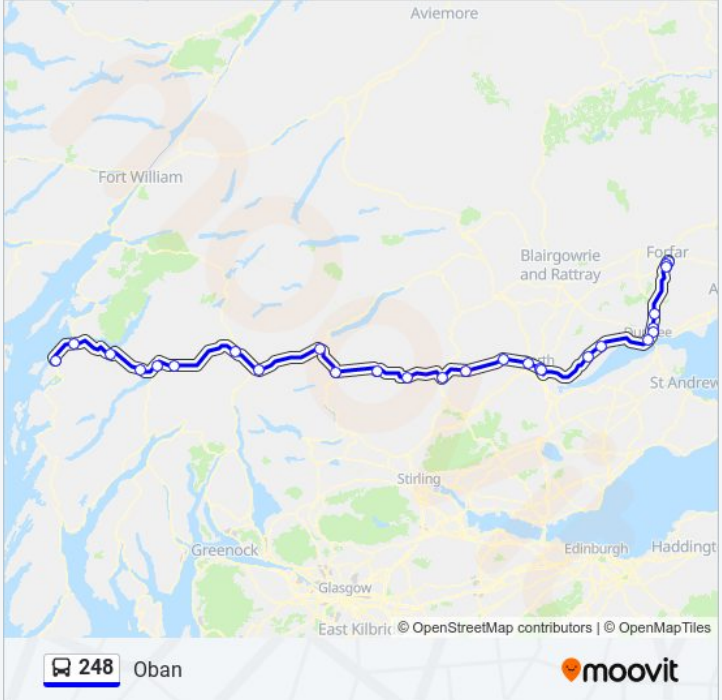 Aviemore
Fort William
Blairgowrie
and Rattray
Forfar
St Andrew
Stirling
Greenock
Edinburgh
Haddingt
Glasgow
East Kilbric
© OpenStreetMap contributors | © OpenMapTiles
248 Oban
moovit